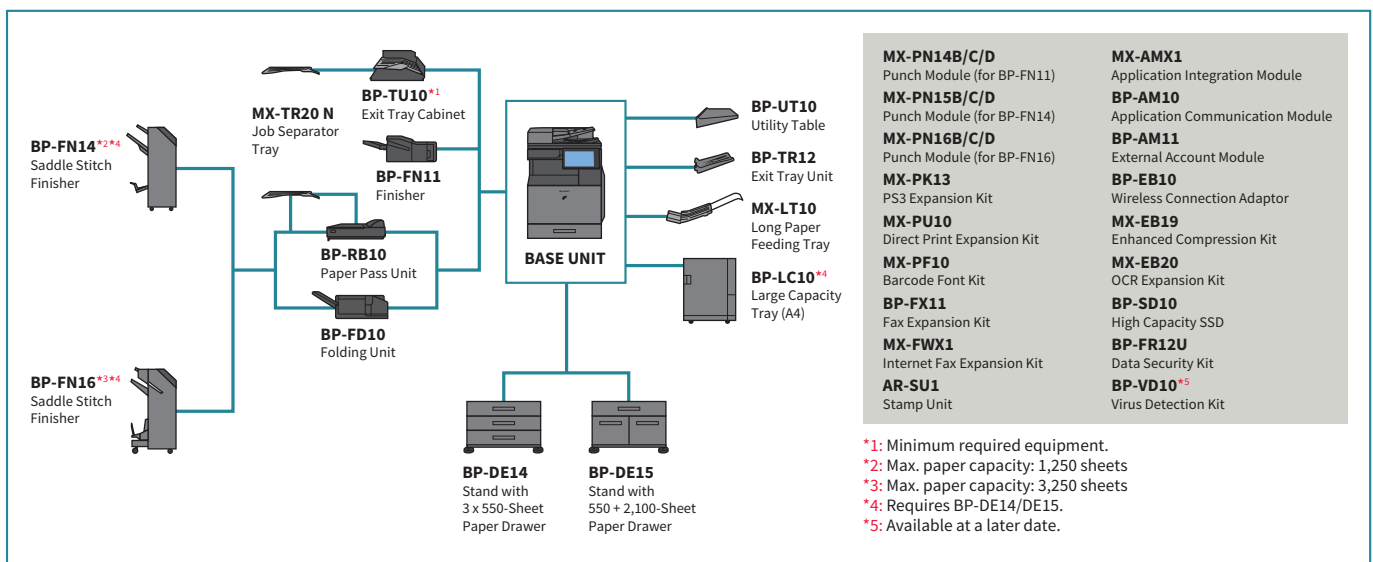 MX-TR20 N
Job Separator
Tray
BP-TU10*1
Exit Tray Cabinet
BP-FN14*2*4
Saddle Stitch
Finisher
BP-FN11
Finisher
BP-RB10
Paper Pass Unit
BP-FD10
Folding Unit
BP-FN16*3*4
Saddle Stitch
Finisher
BASE UNIT
BP-UT10
Utility Table
BP-TR12
Exit Tray Unit
MX-LT10
Long Paper
Feeding Tray
BP-LC10*4
Large Capacity
Tray (A4)
BP-DE14
Stand with
3 x 550-Sheet
Paper Drawer
BP-DE15
Stand with
550 + 2,100-Sheet
Paper Drawer
MX-PN14B/C/D
Punch Module (for BP-FN11)
MX-PN15B/C/D
Punch Module (for BP-FN14)
MX-PN16B/C/D
Punch Module (for BP-FN16)
MX-PK13
PS3 Expansion Kit
MX-PU10
Direct Print Expansion Kit
MX-PF10
Barcode Font Kit
BP-FX11
Fax Expansion Kit
MX-FWX1
Internet Fax Expansion Kit
AR-SU1
Stamp Unit
MX-AMX1
Application Integration Module
BP-AM10
Application Communication Module
BP-AM11
External Account Module
BP-EB10
Wireless Connection Adaptor
MX-EB19
Enhanced Compression Kit
MX-EB20
OCR Expansion Kit
BP-SD10
High Capacity SSD
BP-FR12U
Data Security Kit
BP-VD10*5
Virus Detection Kit
*1: Minimum required equipment.
*2: Max. paper capacity: 1,250 sheets
*3: Max. paper capacity: 3,250 sheets
*4: Requires BP-DE14/DE15.
*5: Available at a later date.